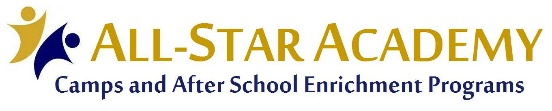 ALL-STAR ACADEMY
Camps and After School Enrichment Programs